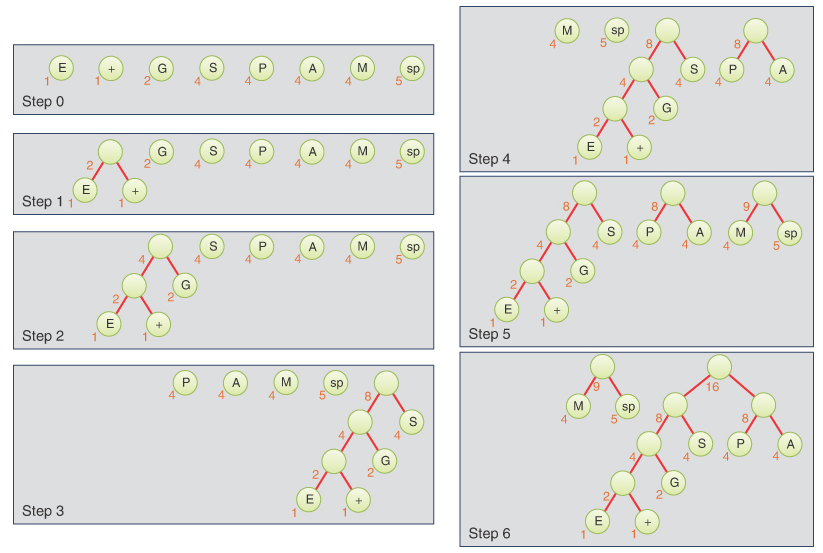 E + G S P A M sp
1 1 2 4 4 4 4 5
Step 0
G S P A M sp
2 2 4 4 4 4 5
E +
1 1
Step 1
S P A M sp
4 4 4 4 4 5
2 G
2
E +
1 1
Step 2
P A M sp
4 4 4 5 8
S
4 4
G
2 2
E +
1 1
Step 3
M sp
4 5 8 8
S P A
4 4 4 4
G
2 2
E +
1 1
Step 4
8 8 9
S P A M sp
4 4 4 4 4 5
G
2 2
E +
1 1
Step 5
9 16
M sp
4 5 8 8
S P A
4 4 4 4
G
2 2
E +
1 1
Step 6